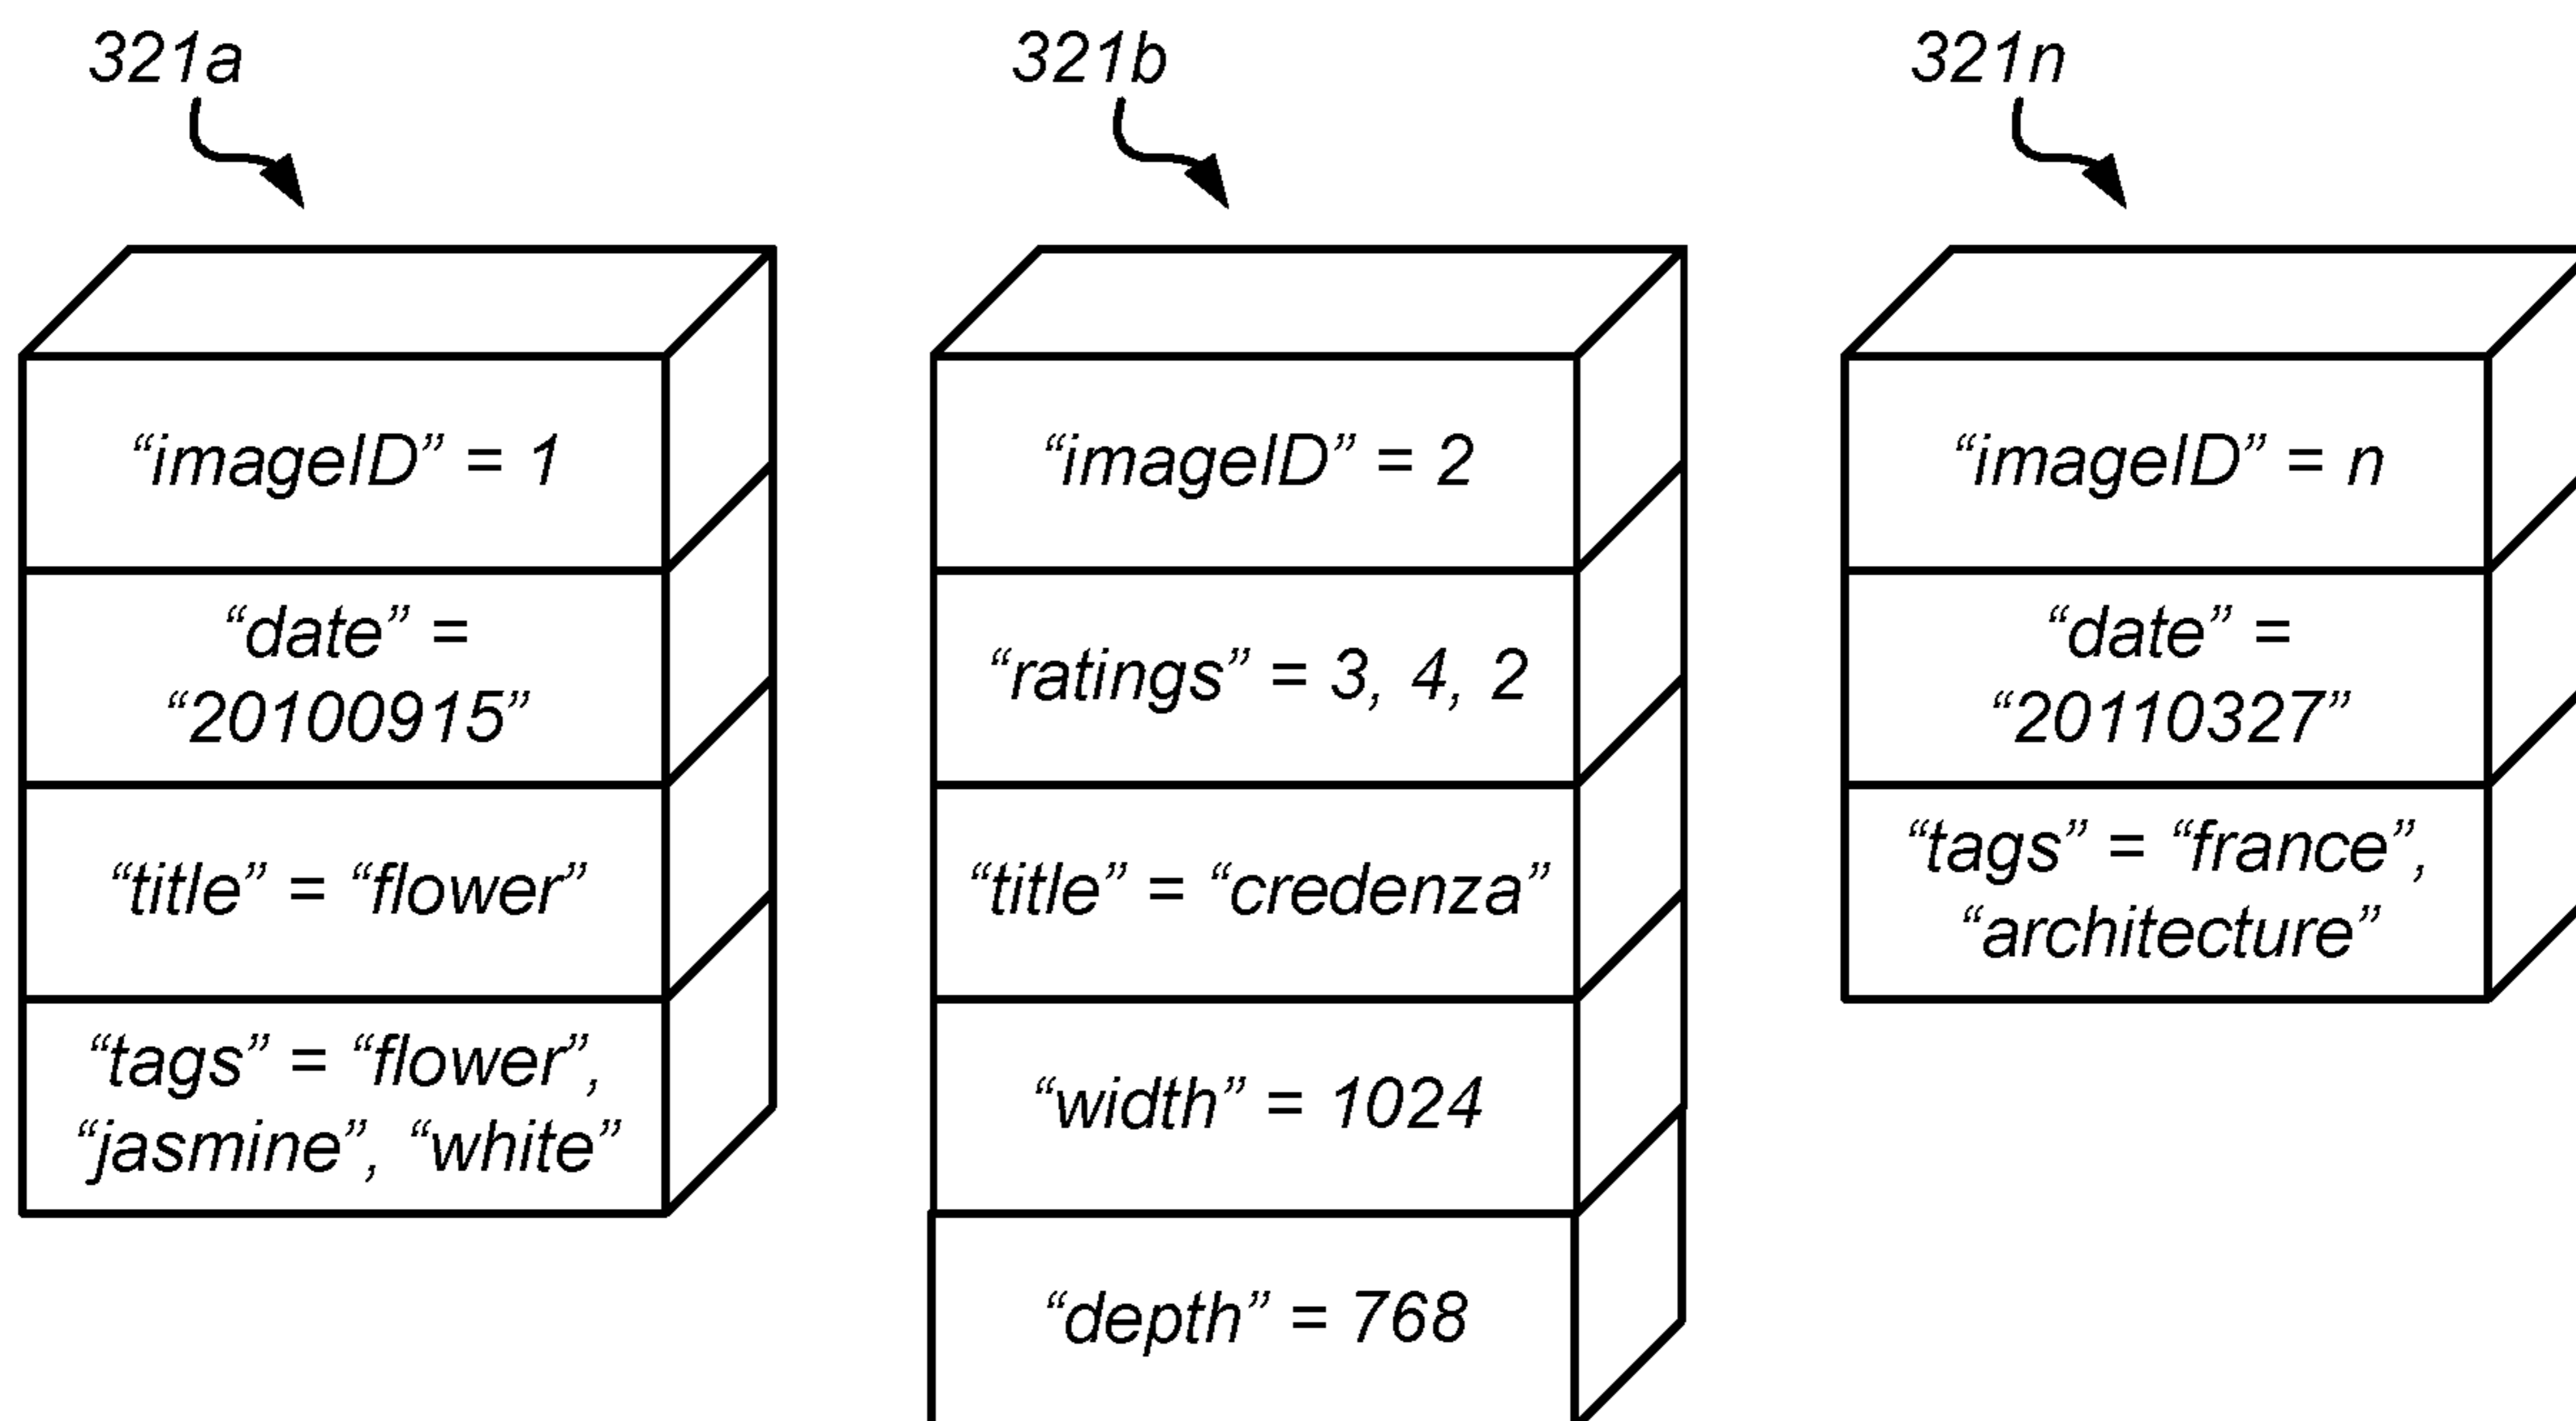 321a
“imageID” = 1
“date” =
“20100915”
“title” = “flower”
“tags” = “flower”,
“jasmine”, “white”
321b
“imageID” = 2
“ratings” = 3, 4, 2
“title” = “credenza”
“width” = 1024
“depth” = 768
321n
“imageID” = n
“date” =
“20110327”
“tags” = “france”,
“architecture”